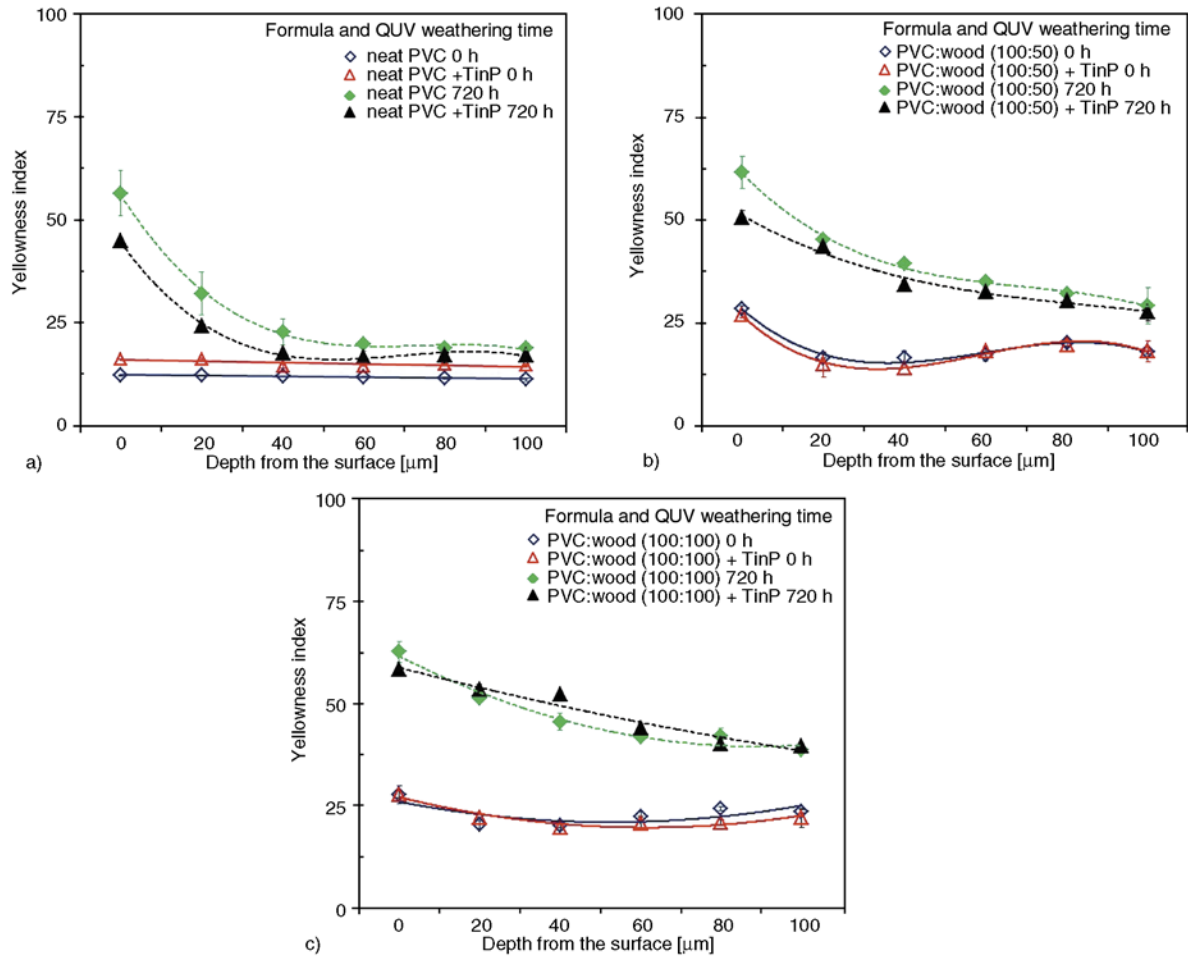 100
75
50
25
0
Yellowness index
Formula and QUV weathering time
neat PVC 0 h
neat PVC +TinP 0 h
neat PVC 720 h
neat PVC +TinP 720 h
0 20 40 60 80 100
Depth from the surface [μm]
a)
100
75
50
25
0
Yellowness index
Formula and QUV weathering time
PVC:wood (100:50) 0 h
PVC:wood (100:50) + TinP 0 h
PVC:wood (100:50) 720 h
PVC:wood (100:50) + TinP 720 h
0 20 40 60 80 100
Depth from the surface [μm]
b)
100
75
50
25
0
Yellowness index
Formula and QUV weathering time
PVC:wood (100:100) 0 h
PVC:wood (100:100) + TinP 0 h
PVC:wood (100:100) 720 h
PVC:wood (100:100) + TinP 720 h
0 20 40 60 80 100
Depth from the surface [μm]
c)